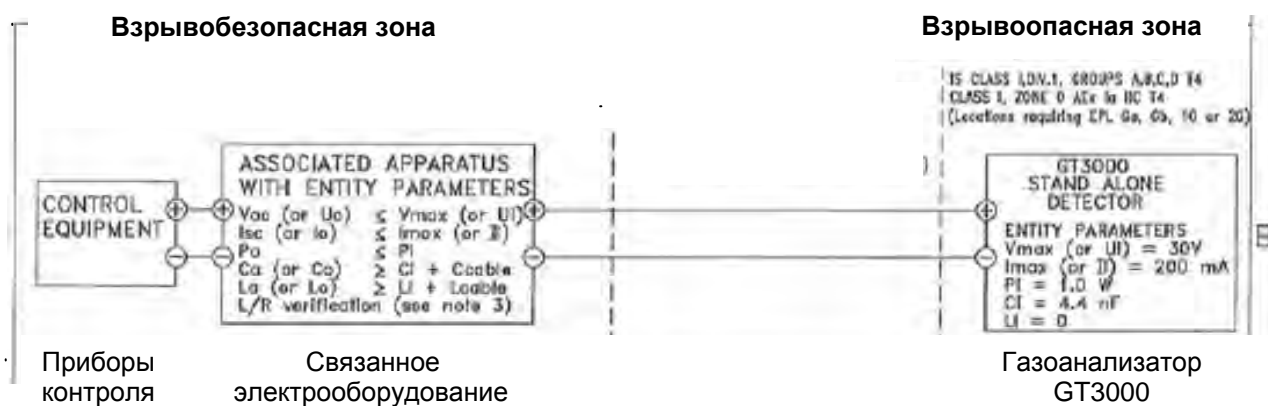 Взрывобезопасная зона
Взрывоопасная зона
IS CLASS I,DIV.1, GROUPS A,B,C,D T4
CLASS I, ZONE 0 AEx ia IIC T4
(Locations requiring EPL Ga, Gb, 1G or 2G)
CONTROL
EQUIPMENT
ASSOCIATED APPARATUS
WITH ENTITY PARAMETERS
Voc (or Uo) ≤ Vmax (or Ui)
Isc (or Io) ≤ Imax (or Ii)
Po ≤ Pi
Ca (or Co) ≥ Ci + Ccable
La (or Lo) ≥ Li + Lcable
L/R verification (see note 3)
GT3000
STAND ALONE
DETECTOR
ENTITY PARAMETERS
Vmax (or Ui) = 30V
Imax (or Ii) = 200 mA
Pi = 1.0 W
Ci = 4.4 nF
Li = 0
Приборы
контроля
Связанное
электрооборудование
Газоанализатор
GT3000